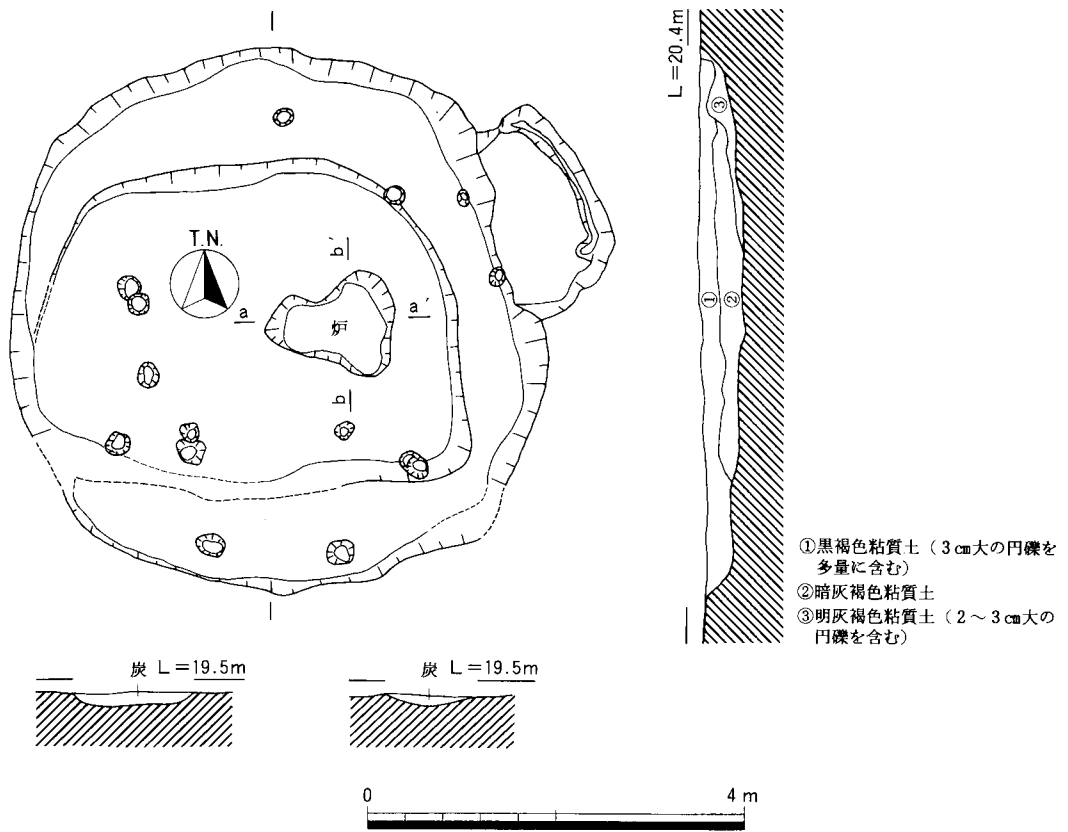 L=20.4m
T.N.
a
a′
b′
b
炉
①
②
③
①黒褐色粘質土（3㎝大の円礫を
多量に含む）
②暗灰褐色粘質土
③明灰褐色粘質土（2～3㎝大の
円礫を含む）
炭 L=19.5m
炭 L=19.5m
0
4m